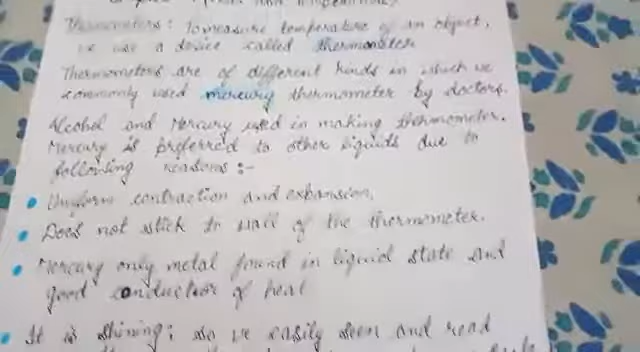 Thermometers: To measure temperature of an object,
we use a device called thermometer
Thermometers are of different kinds in which we
commonly used mercury thermometer by doctors.
Alcohol and Mercury used in making thermometer.
Mercury is preferred to other liquids due to
following reasons :-
• Uniform contraction and expansion.
• Does not stick to wall of the thermometer.
• Mercury only metal found in liquid state and
good conductior of heat
• It is shining; so we easily seen and read